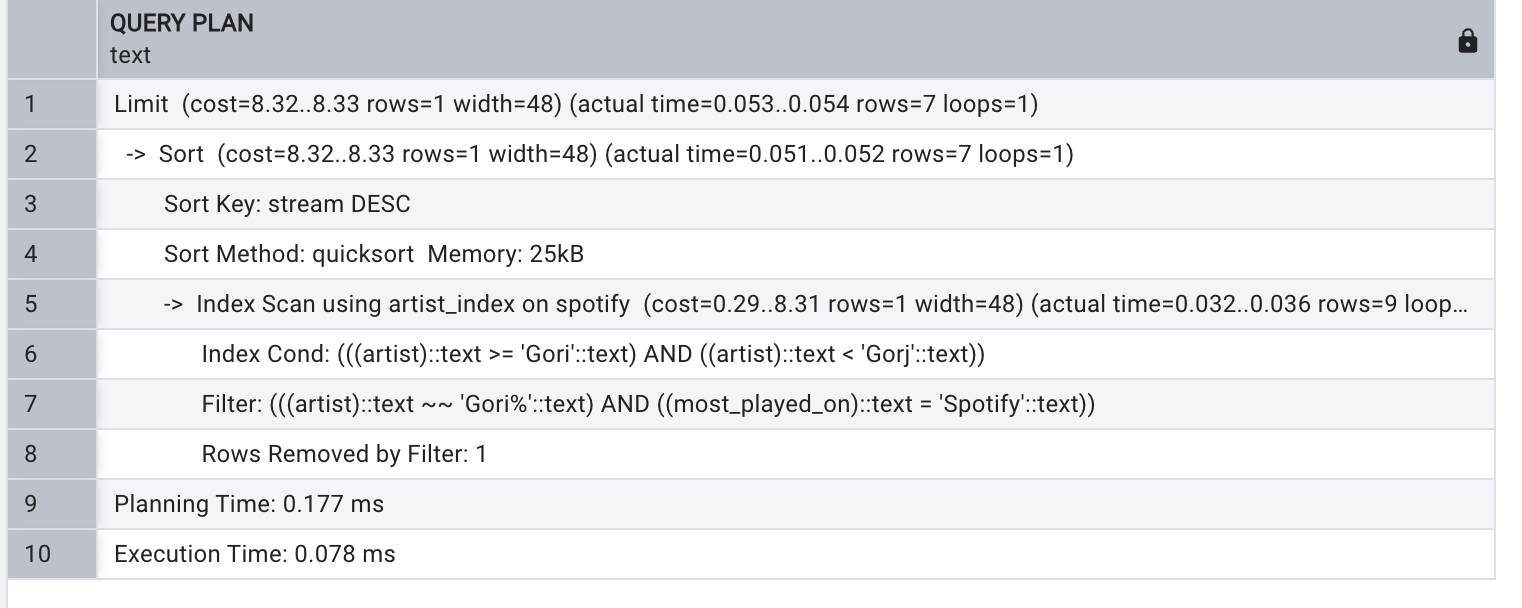 QUERY PLAN
text
1 Limit (cost=8.32..8.33 rows=1 width=48) (actual time=0.053..0.054 rows=7 loops=1)
2 -> Sort (cost=8.32..8.33 rows=1 width=48) (actual time=0.051..0.052 rows=7 loops=1)
3 Sort Key: stream DESC
4 Sort Method: quicksort Memory: 25kB
5 -> Index Scan using artist_index on spotify (cost=0.29..8.31 rows=1 width=48) (actual time=0.032..0.036 rows=9 loop...
6 Index Cond: (((artist)::text >= 'Gori'::text) AND ((artist)::text < 'Gorj'::text))
7 Filter: (((artist)::text ~~ 'Gori%'::text) AND ((most_played_on)::text = 'Spotify'::text))
8 Rows Removed by Filter: 1
9 Planning Time: 0.177 ms
10 Execution Time: 0.078 ms